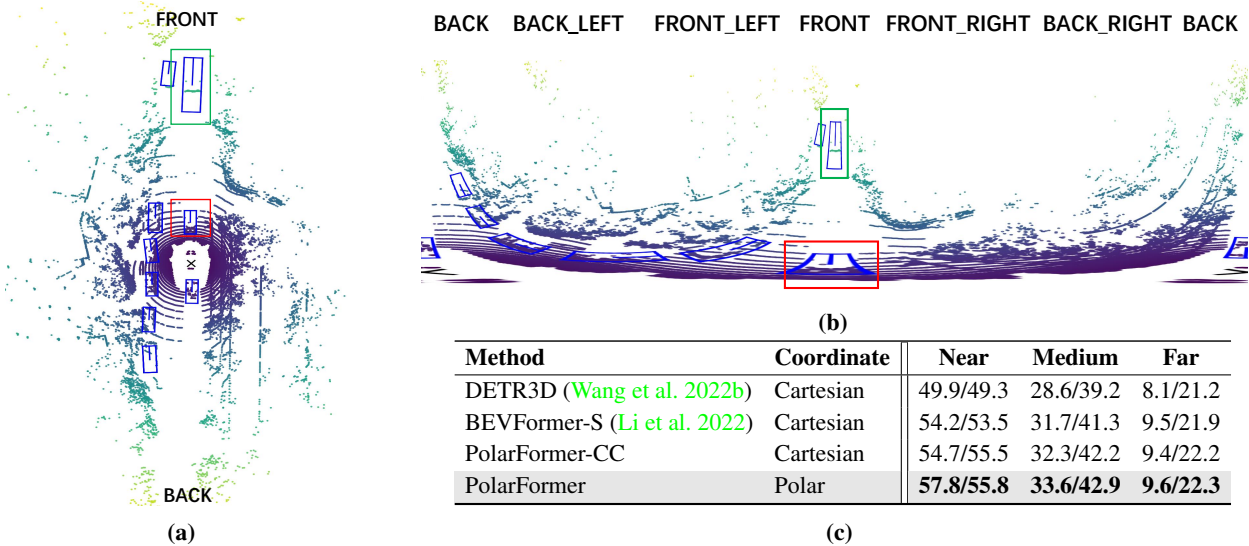 FRONT
BACK
(a)
BACK BACK_LEFT FRONT_LEFT FRONT FRONT_RIGHT BACK_RIGHT BACK
(b)
Method Coordinate Near Medium Far
DETR3D (Wang et al. 2022b) Cartesian 49.9/49.3 28.6/39.2 8.1/21.2
BEVFormer-S (Li et al. 2022) Cartesian 54.2/53.5 31.7/41.3 9.5/21.9
PolarFormer-CC Cartesian 54.7/55.5 32.3/42.2 9.4/22.2
PolarFormer Polar 57.8/55.8 33.6/42.9 9.6/22.3
(c)